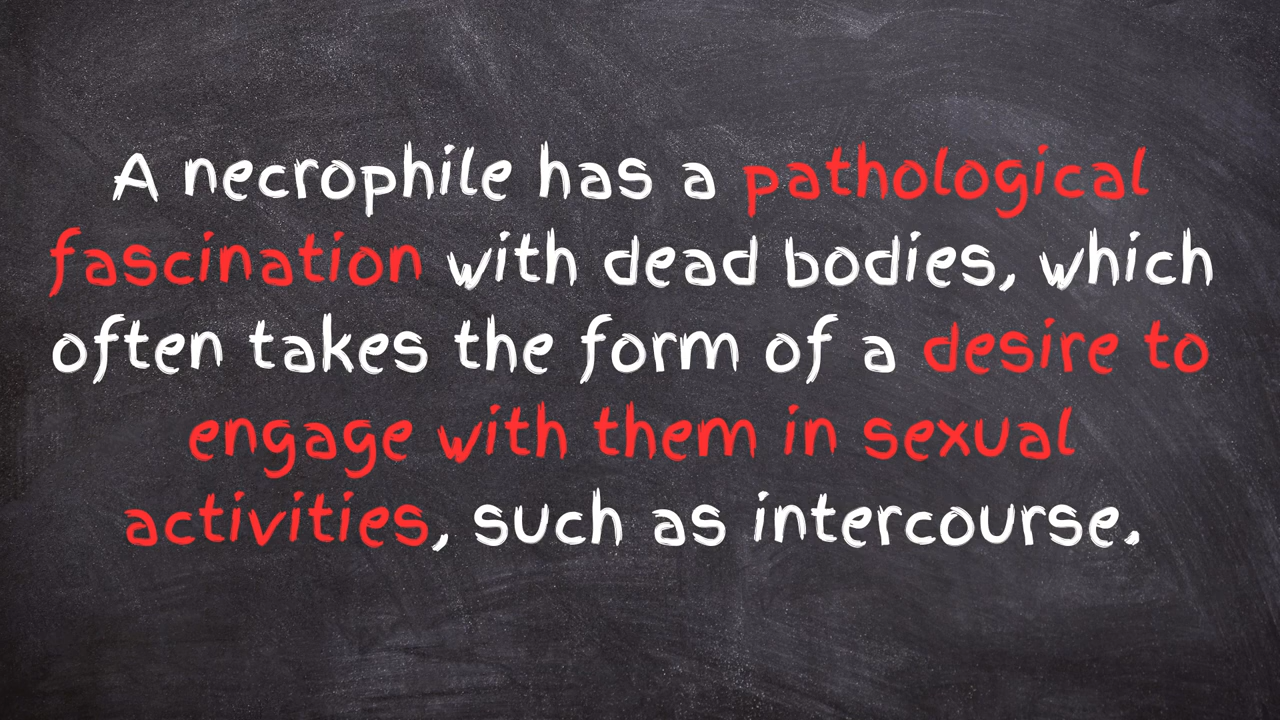 A necrophile has a pathological
fascination with dead bodies, which
often takes the form of a desire to
engage with them in sexual
activities, such as intercourse.